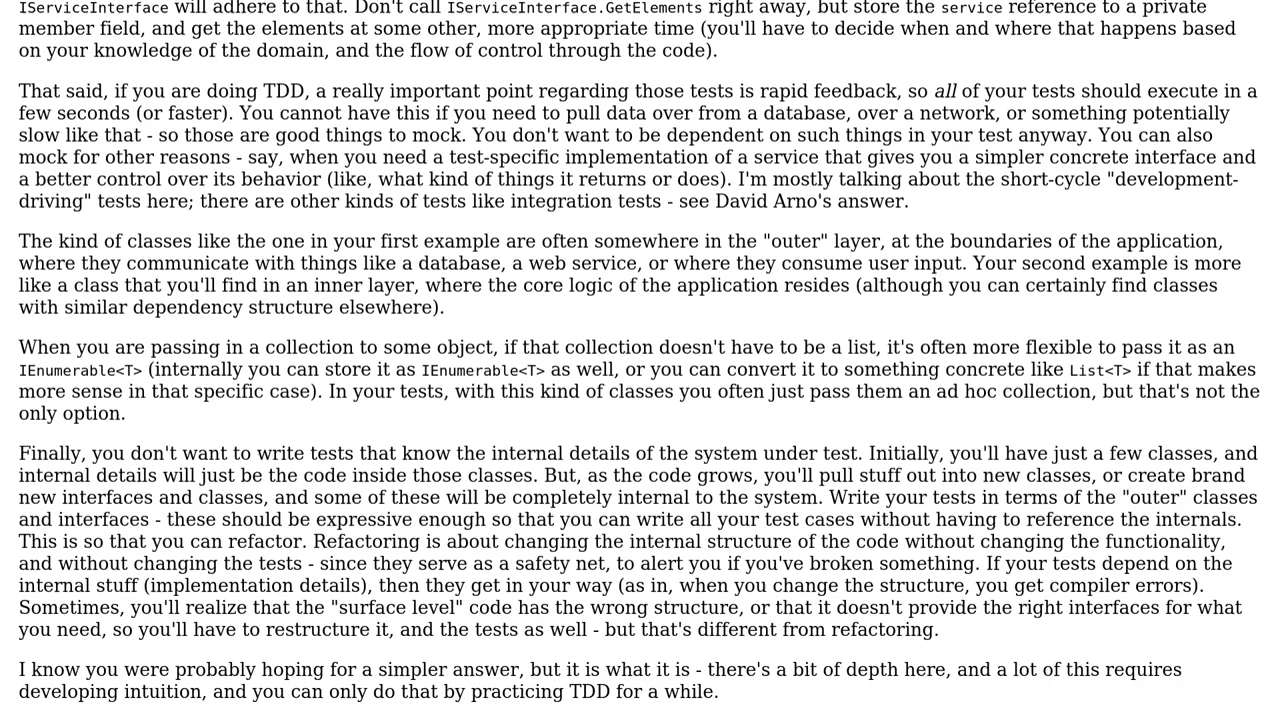 IServiceInterface will adhere to that. Don't call IServiceInterface.GetElements right away, but store the service reference to a private
member field, and get the elements at some other, more appropriate time (you'll have to decide when and where that happens based
on your knowledge of the domain, and the flow of control through the code).
That said, if you are doing TDD, a really important point regarding those tests is rapid feedback, so all of your tests should execute in a
few seconds (or faster). You cannot have this if you need to pull data over from a database, over a network, or something potentially
slow like that - so those are good things to mock. You don't want to be dependent on such things in your test anyway. You can also
mock for other reasons - say, when you need a test-specific implementation of a service that gives you a simpler concrete interface and
a better control over its behavior (like, what kind of things it returns or does). I'm mostly talking about the short-cycle "development-
driving" tests here; there are other kinds of tests like integration tests - see David Arno's answer.
The kind of classes like the one in your first example are often somewhere in the "outer" layer, at the boundaries of the application,
where they communicate with things like a database, a web service, or where they consume user input. Your second example is more
like a class that you'll find in an inner layer, where the core logic of the application resides (although you can certainly find classes
with similar dependency structure elsewhere).
When you are passing in a collection to some object, if that collection doesn't have to be a list, it's often more flexible to pass it as an
IEnumerable<T> (internally you can store it as IEnumerable<T> as well, or you can convert it to something concrete like List<T> if that makes
more sense in that specific case). In your tests, with this kind of classes you often just pass them an ad hoc collection, but that's not the
only option.
Finally, you don't want to write tests that know the internal details of the system under test. Initially, you'll have just a few classes, and
internal details will just be the code inside those classes. But, as the code grows, you'll pull stuff out into new classes, or create brand
new interfaces and classes, and some of these will be completely internal to the system. Write your tests in terms of the "outer" classes
and interfaces - these should be expressive enough so that you can write all your test cases without having to reference the internals.
This is so that you can refactor. Refactoring is about changing the internal structure of the code without changing the functionality,
and without changing the tests - since they serve as a safety net, to alert you if you've broken something. If your tests depend on the
internal stuff (implementation details), then they get in your way (as in, when you change the structure, you get compiler errors).
Sometimes, you'll realize that the "surface level" code has the wrong structure, or that it doesn't provide the right interfaces for what
you need, so you'll have to restructure it, and the tests as well - but that's different from refactoring.
I know you were probably hoping for a simpler answer, but it is what it is - there's a bit of depth here, and a lot of this requires
developing intuition, and you can only do that by practicing TDD for a while.